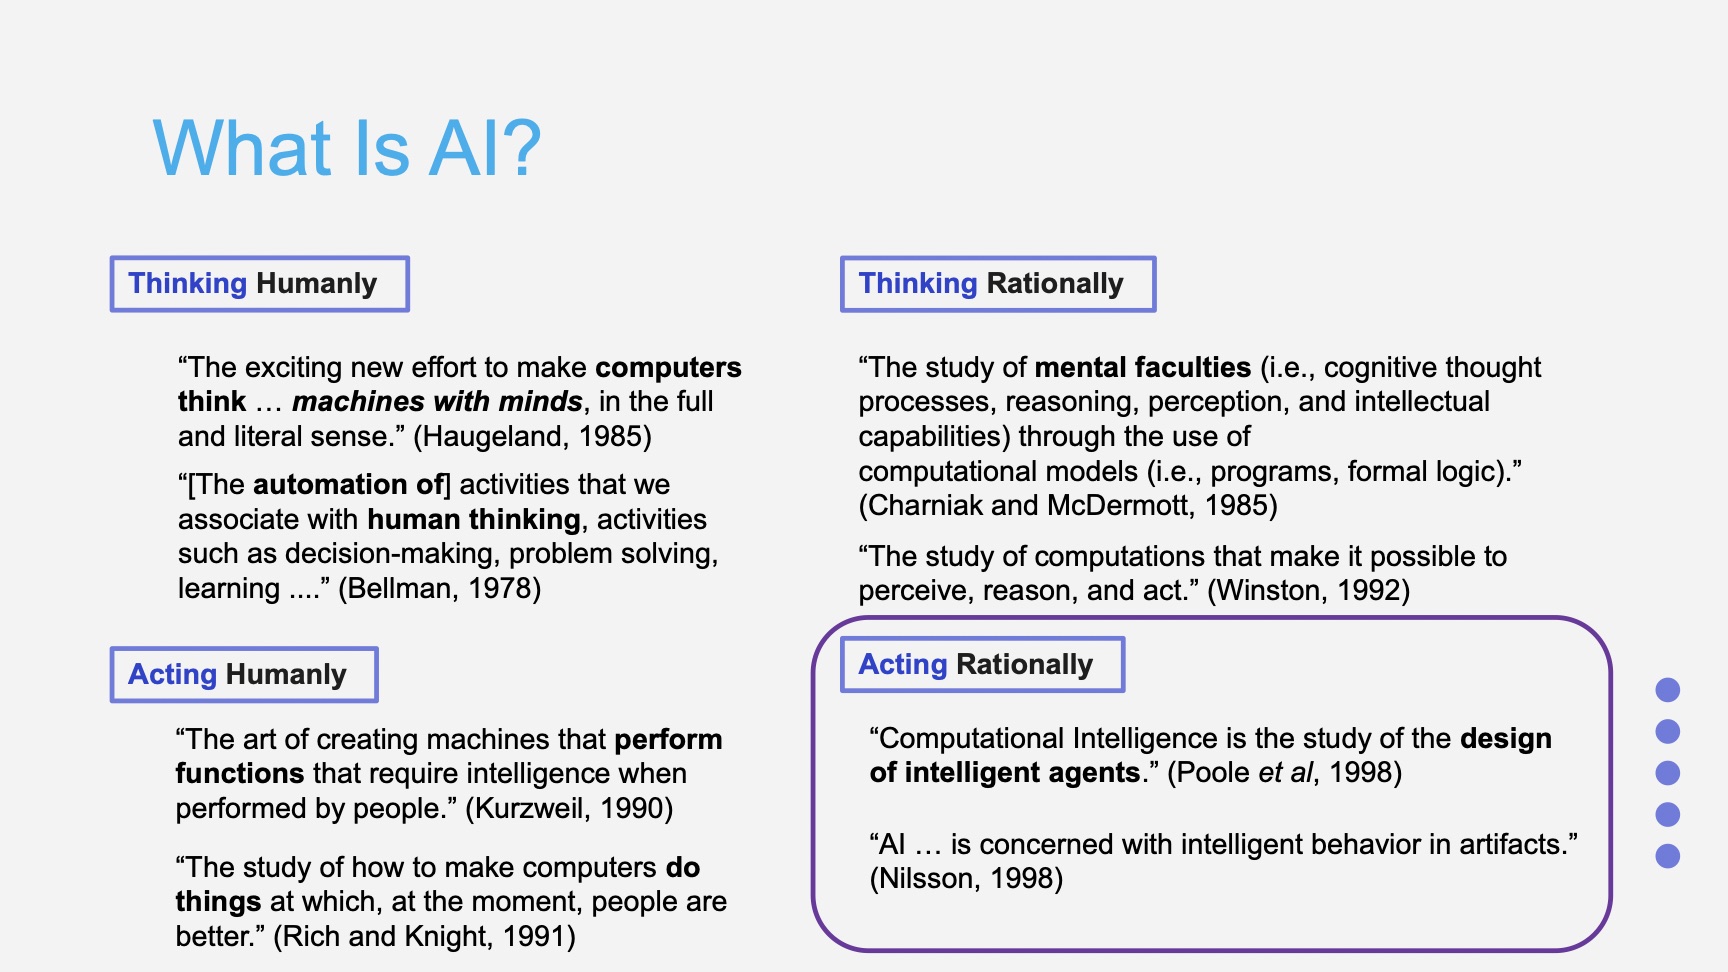 What Is AI?
Thinking Humanly
“The exciting new effort to make computers
think … machines with minds, in the full
and literal sense.” (Haugeland, 1985)
“[The automation of] activities that we
associate with human thinking, activities
such as decision-making, problem solving,
learning ....” (Bellman, 1978)
Thinking Rationally
“The study of mental faculties (i.e., cognitive thought
processes, reasoning, perception, and intellectual
capabilities) through the use of
computational models (i.e., programs, formal logic).”
(Charniak and McDermott, 1985)
“The study of computations that make it possible to
perceive, reason, and act.” (Winston, 1992)
Acting Humanly
“The art of creating machines that perform
functions that require intelligence when
performed by people.” (Kurzweil, 1990)
“The study of how to make computers do
things at which, at the moment, people are
better.” (Rich and Knight, 1991)
Acting Rationally
“Computational Intelligence is the study of the design
of intelligent agents.” (Poole et al, 1998)
“AI … is concerned with intelligent behavior in artifacts.”
(Nilsson, 1998)